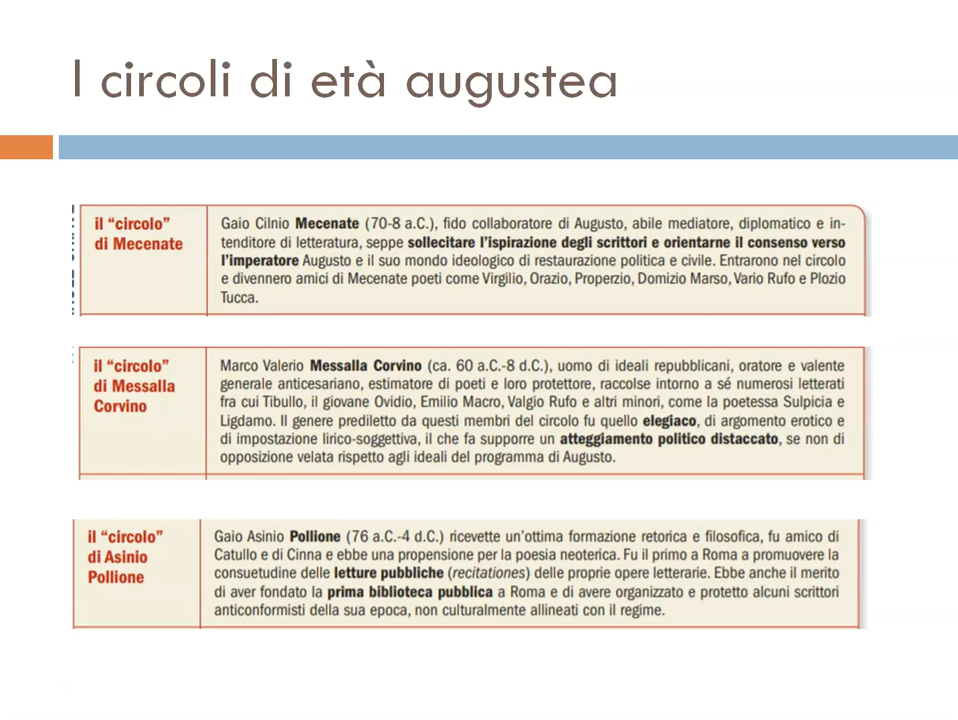 I circoli di età augustea
il “circolo”
di Mecenate
Gaio Cilnio Mecenate (70-8 a.C.), fido collaboratore di Augusto, abile mediatore, diplomatico e in-
tenditore di letteratura, seppe sollecitare l’ispirazione degli scrittori e orientarne il consenso verso
l’imperatore Augusto e il suo mondo ideologico di restaurazione politica e civile. Entrarono nel circolo
e divennero amici di Mecenate poeti come Virgilio, Orazio, Properzio, Domizio Marso, Vario Rufo e Plozio
Tucca.
il “circolo”
di Messalla
Corvino
Marco Valerio Messalla Corvino (ca. 60 a.C.-8 d.C.), uomo di ideali repubblicani, oratore e valente
generale anticesariano, estimatore di poeti e loro protettore, raccolse intorno a sé numerosi letterati
fra cui Tibullo, il giovane Ovidio, Emilio Macro, Valgio Rufo e altri minori, come la poetessa Sulpicia e
Ligdamo. Il genere prediletto da questi membri del circolo fu quello elegiaco, di argomento erotico e
di impostazione lirico-soggettiva, il che fa supporre un atteggiamento politico distaccato, se non di
opposizione velata rispetto agli ideali del programma di Augusto.
il “circolo”
di Asinio
Pollione
Gaio Asinio Pollione (76 a.C.-4 d.C.) ricevette un’ottima formazione retorica e filosofica, fu amico di
Catullo e di Cinna e ebbe una propensione per la poesia neoterica. Fu il primo a Roma a promuovere la
consuetudine delle letture pubbliche (recitationes) delle proprie opere letterarie. Ebbe anche il merito
di aver fondato la prima biblioteca pubblica a Roma e di avere organizzato e protetto alcuni scrittori
anticonformisti della sua epoca, non culturalmente allineati con il regime.